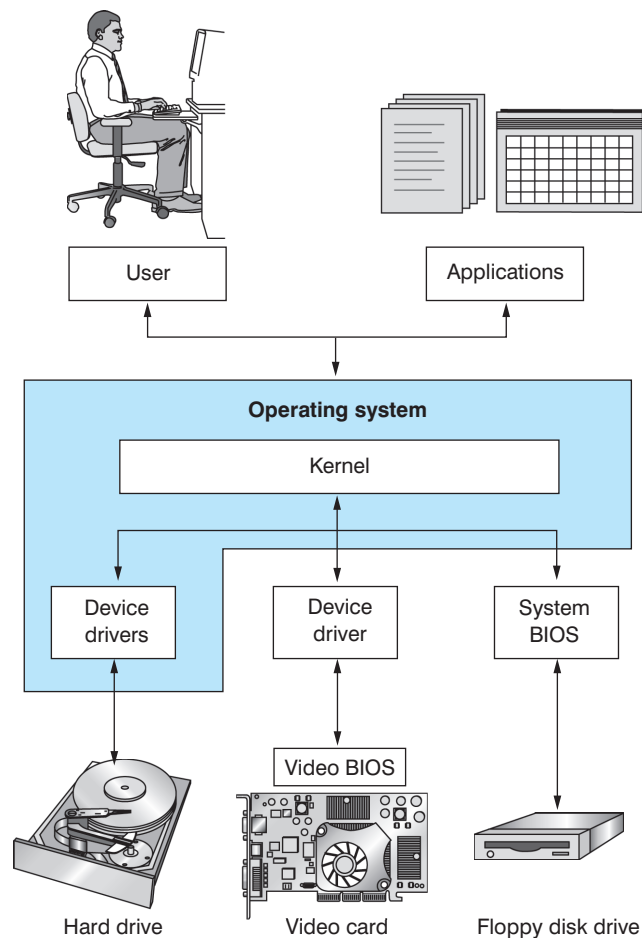 User
Applications
Operating system
Kernel
Device
drivers
Device
driver
System
BIOS
Video BIOS
Hard drive
Video card
Floppy disk drive